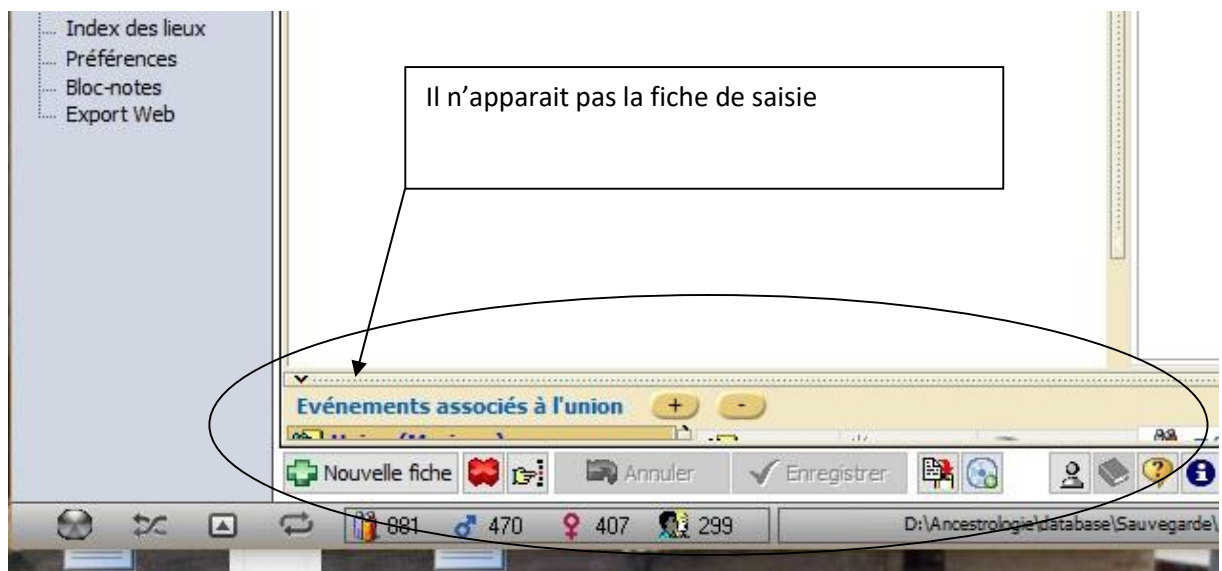 Index des lieux
Préférences
Bloc-notes
Export Web
Il n’apparait pas la fiche de saisie
Evénements associés à l'union + -
Nouvelle fiche Annuler Enregistrer
881 470 407 299 D:\Ancestrologie\database\Sauvegarde\